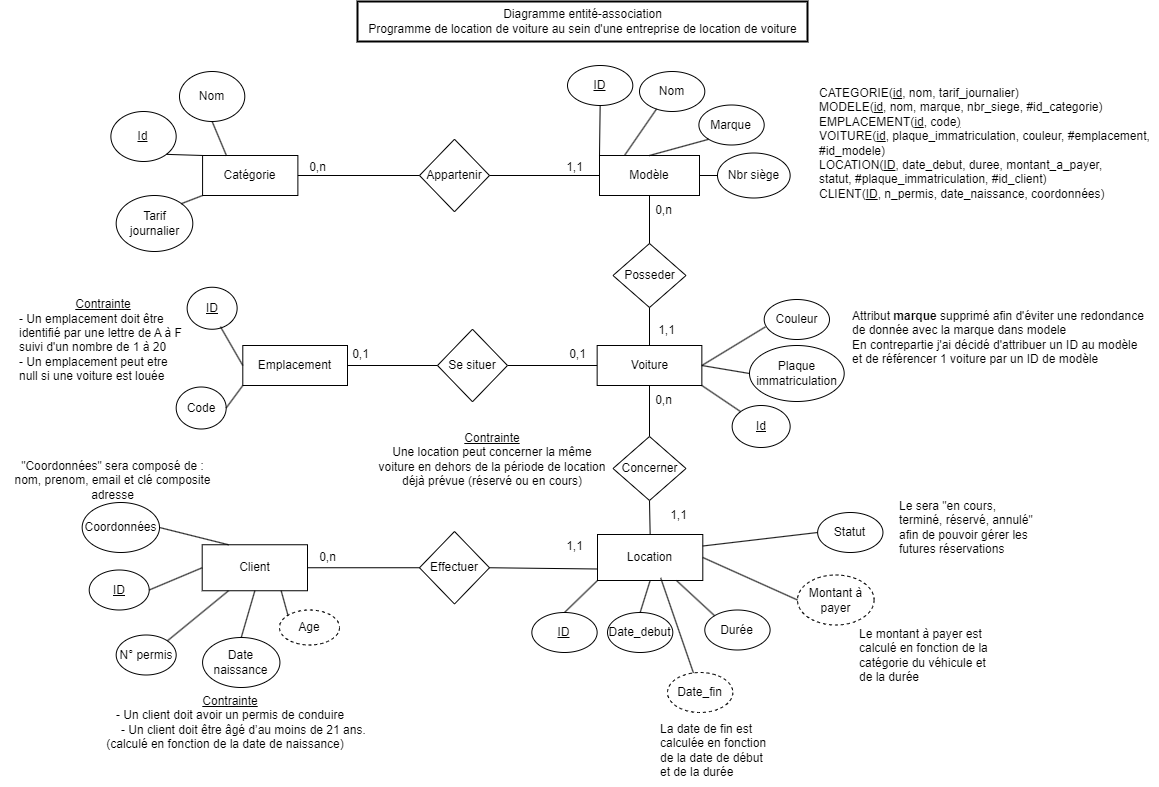 Diagramme entité-association
Programme de location de voiture au sein d'une entreprise de location de voiture
Nom
Id
Catégorie
Tarif
journalier
0,n
Appartenir
1,1
ID
Nom
Marque
Modèle
Nbr siège
0,n
CATEGORIE(id, nom, tarif_journalier)
MODELE(id, nom, marque, nbr_siege, #id_categorie)
EMPLACEMENT(id, code)
VOITURE(id, plaque_immatriculation, couleur, #emplacement,
#id_modele)
LOCATION(ID, date_debut, duree, montant_a_payer,
statut, #plaque_immatriculation, #id_client)
CLIENT(ID, n_permis, date_naissance, coordonnées)
Posseder
1,1
Contrainte
- Un emplacement doit être
identifié par une lettre de A à F
suivi d'un nombre de 1 à 20
- Un emplacement peut etre
null si une voiture est louée
ID
Emplacement
Code
0,1
Se situer
0,1
Voiture
Couleur
Plaque
immatriculation
Id
0,n
Attribut marque supprimé afin d'éviter une redondance
de donnée avec la marque dans modele
En contrepartie j'ai décidé d'attribuer un ID au modèle
et de référencer 1 voiture par un ID de modèle
Contrainte
Une location peut concerner la même
voiture en dehors de la période de location
déjà prévue (réservé ou en cours)
Concerner
1,1
"Coordonnées" sera composé de :
nom, prenom, email et clé composite
adresse
Coordonnées
ID
Client
N° permis
Date
naissance
Age
0,n
Effectuer
1,1
Location
Statut
Le sera "en cours,
terminé, réservé, annulé"
afin de pouvoir gérer les
futures réservations
Montant à
payer
Le montant à payer est
calculé en fonction de la
catégorie du véhicule et
de la durée
ID
Date_debut
Durée
Date_fin
La date de fin est
calculée en fonction
de la date de début
et de la durée
Contrainte
- Un client doit avoir un permis de conduire
- Un client doit être âgé d'au moins de 21 ans.
(calculé en fonction de la date de naissance)